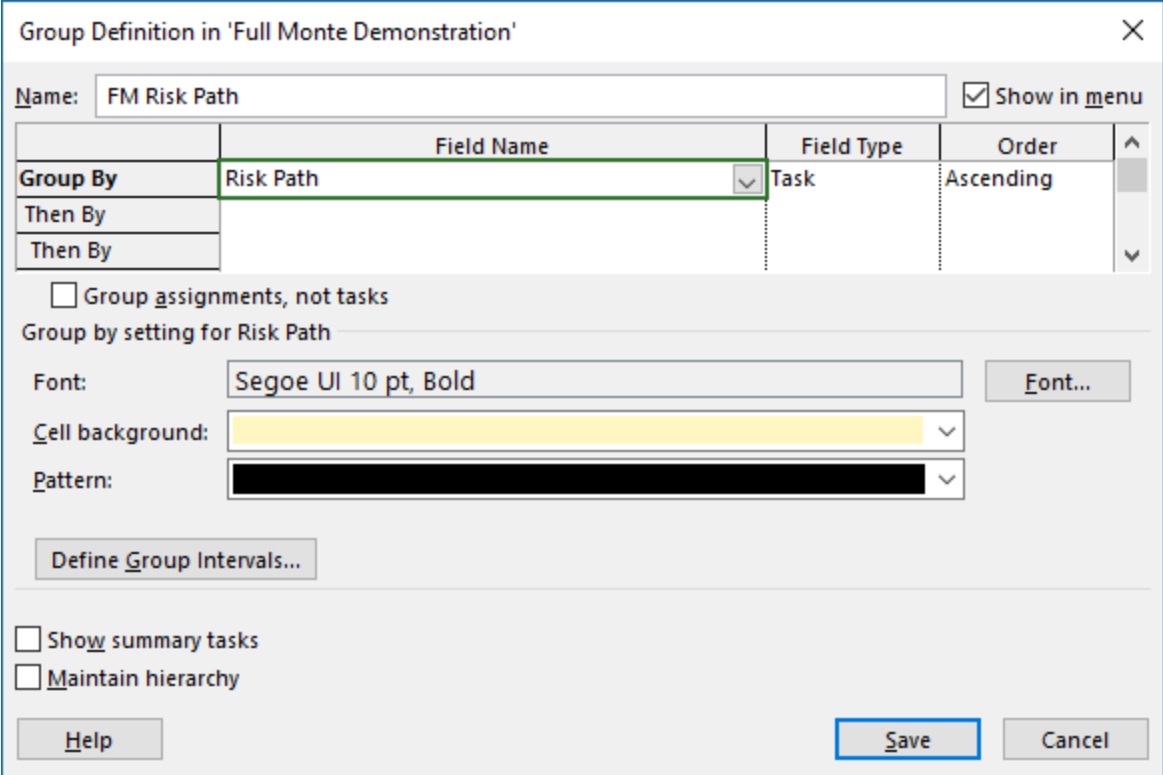 Group Definition in 'Full Monte Demonstration'
Name: FM Risk Path Show in menu
Field Name Field Type Order
Group By Risk Path Task Ascending
Then By
Then By
Group assignments, not tasks
Group by setting for Risk Path
Font: Segoe UI 10 pt, Bold Font...
Cell background:
Pattern:
Define Group Intervals...
Show summary tasks
Maintain hierarchy
Help Save Cancel